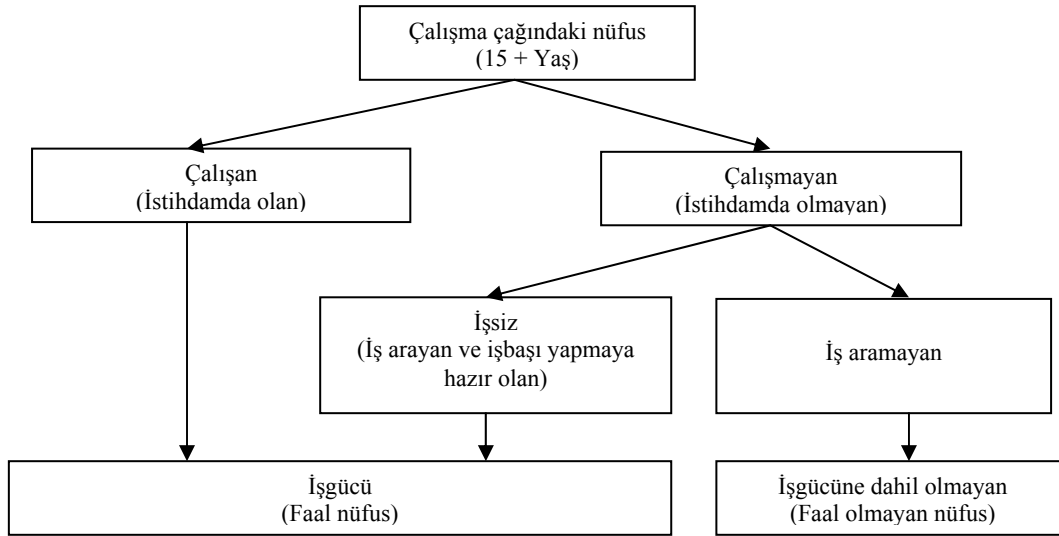 Çalışma çağındaki nüfus
(15 + Yaş)
Çalışan
(İstihdamda olan)
Çalışmayan
(İstihdamda olmayan)
İşsiz
(İş arayan ve işbaşı yapmaya
hazır olan)
İş aramayan
İşgücü
(Faal nüfus)
İşgücüne dahil olmayan
(Faal olmayan nüfus)